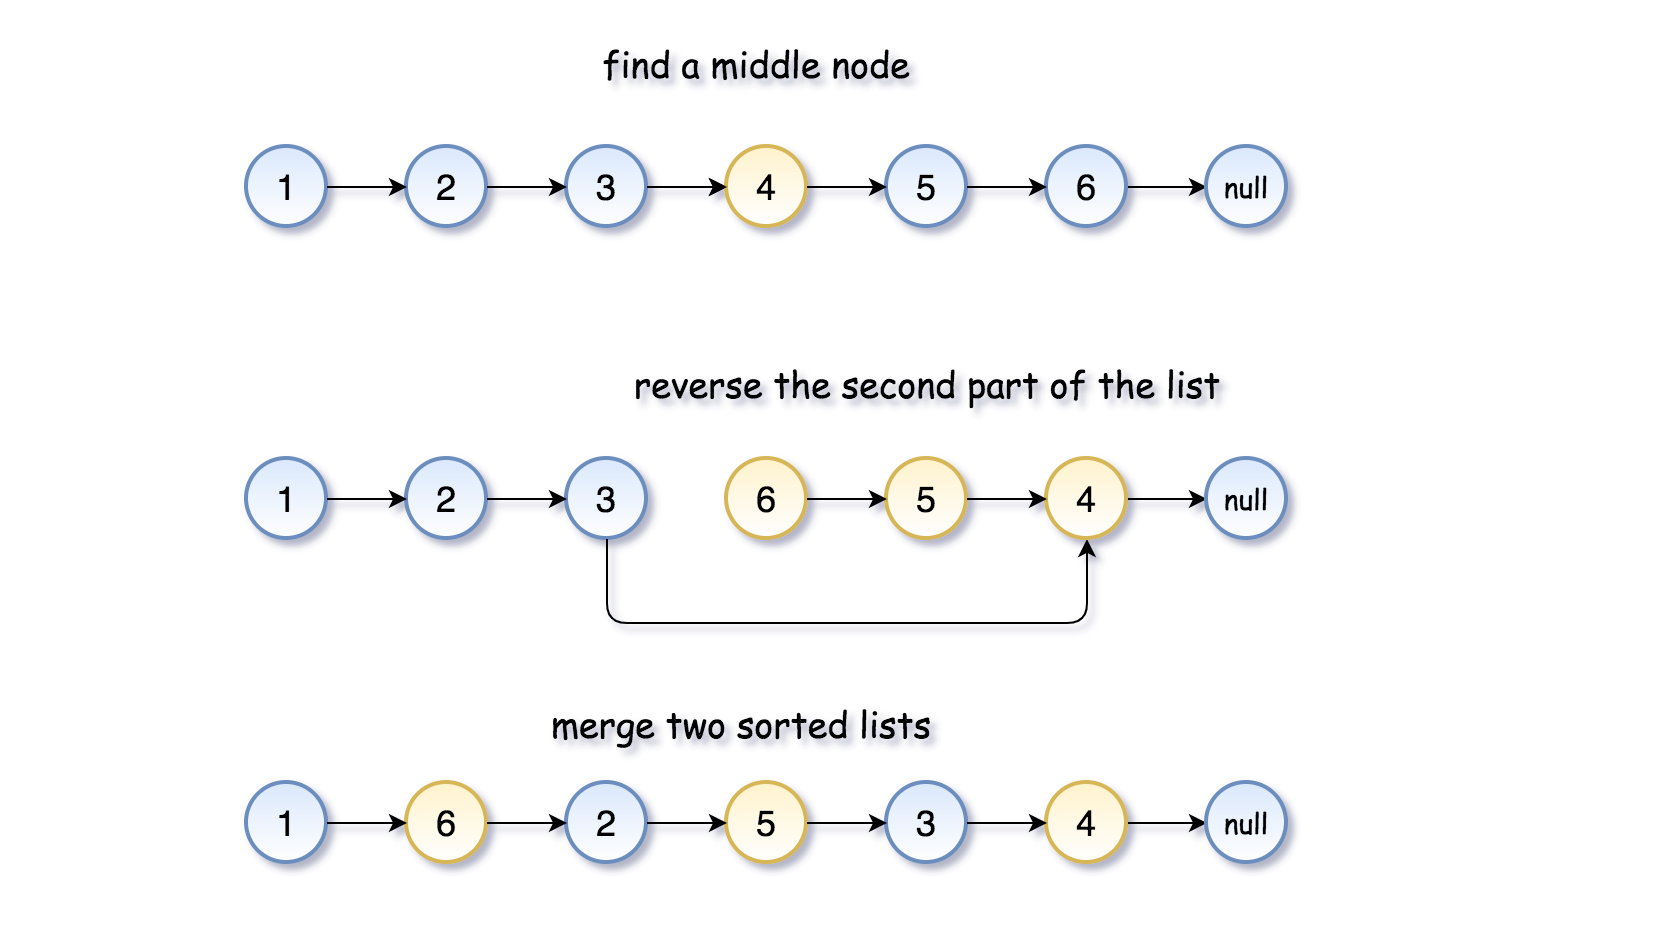 find a middle node
1 2 3 4 5 6 null
reverse the second part of the list
1 2 3 6 5 4 null
merge two sorted lists
1 6 2 5 3 4 null